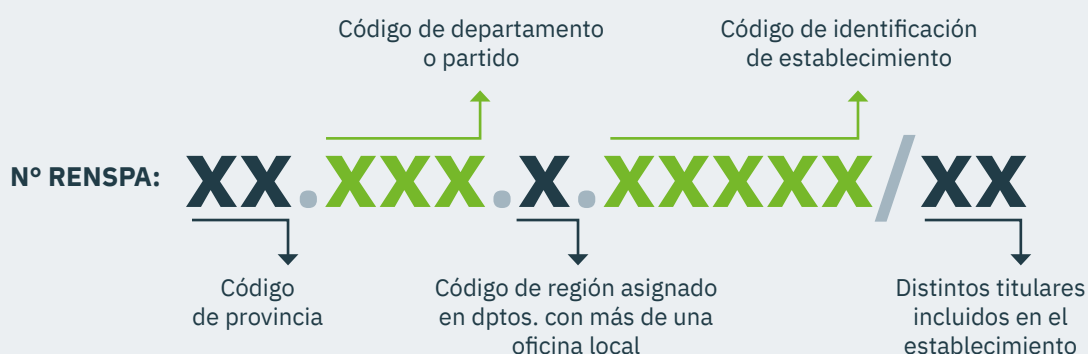 Código de departamento
o partido
Código de identificación
de establecimiento
Nº RENSPA: XX.XXX.X.XXXXX/XX
Código
de provincia
Código de región asignado
en dptos. con más de una
oficina local
Distintos titulares
incluidos en el
establecimiento